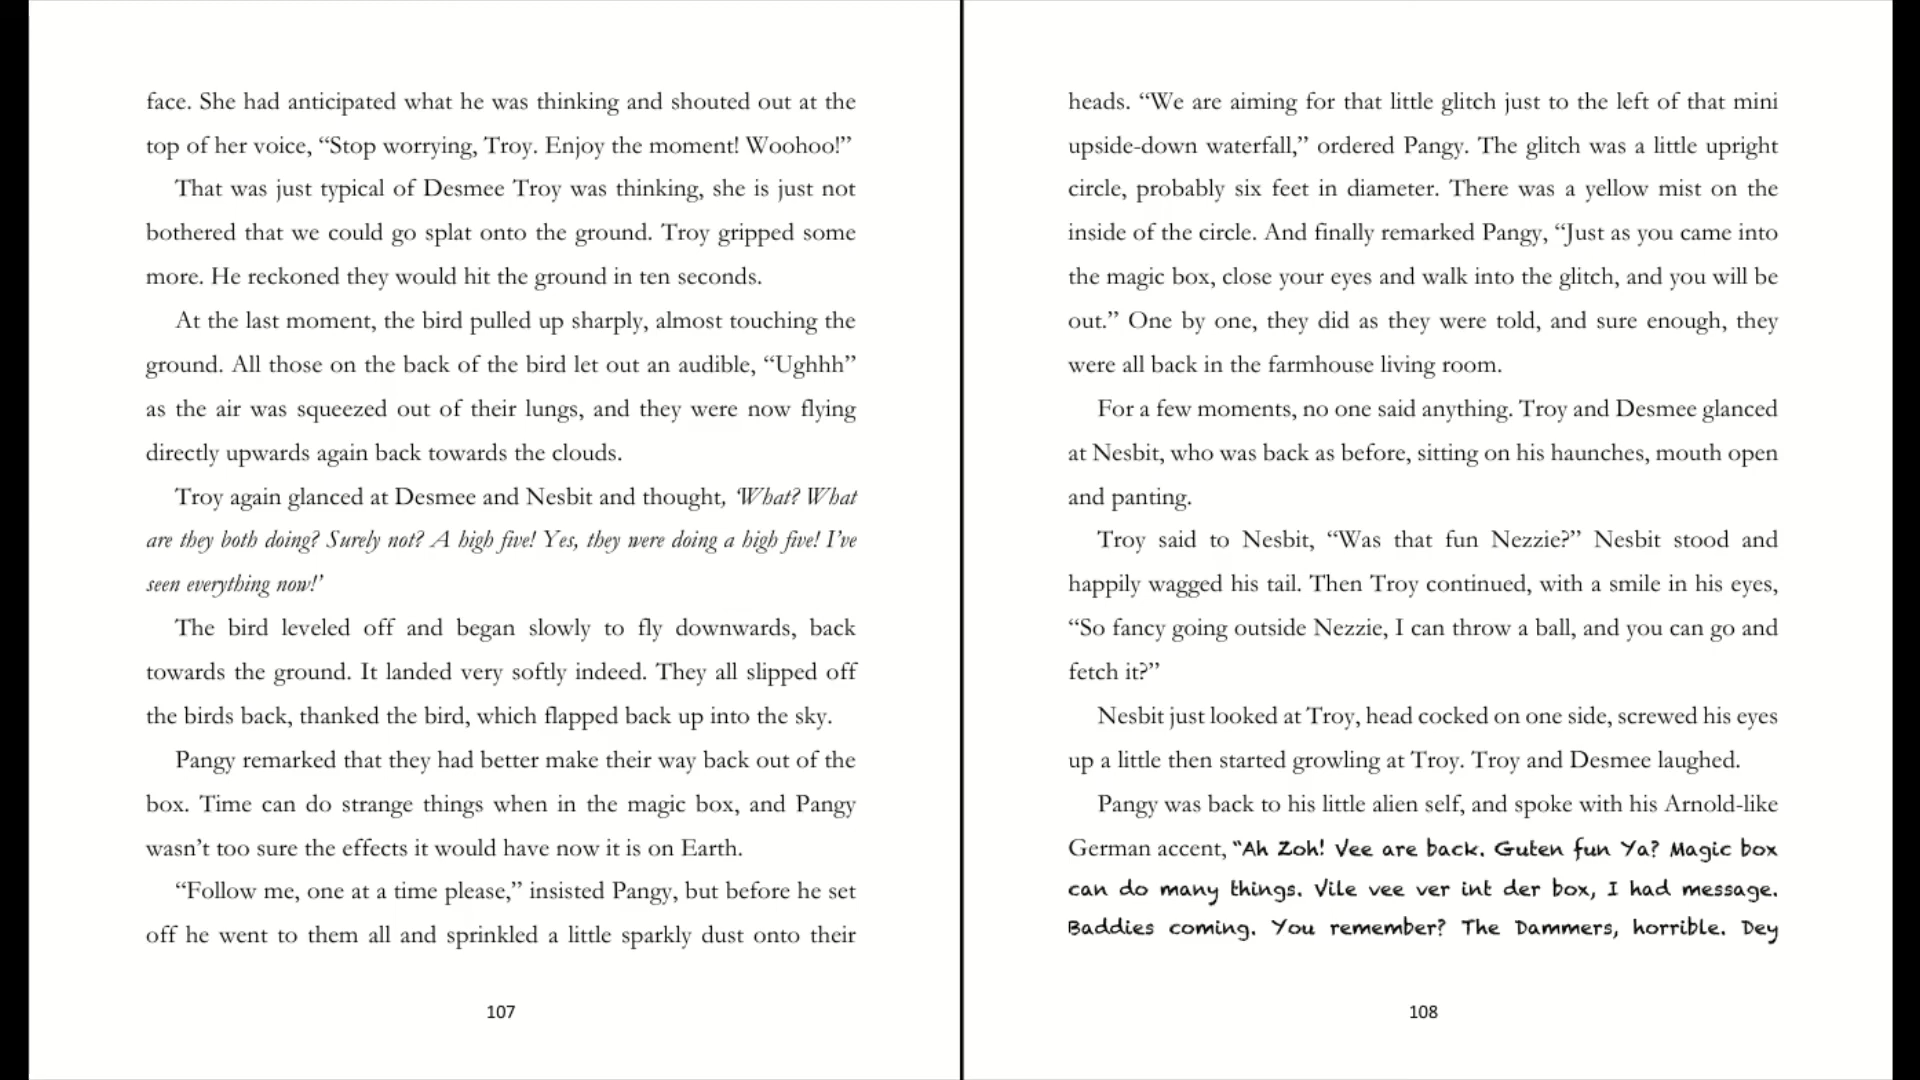 face. She had anticipated what he was thinking and shouted out at the
top of her voice, “Stop worrying, Troy. Enjoy the moment! Woohoo!”
That was just typical of Desmee Troy was thinking, she is just not
bothered that we could go splat onto the ground. Troy gripped some
more. He reckoned they would hit the ground in ten seconds.
At the last moment, the bird pulled up sharply, almost touching the
ground. All those on the back of the bird let out an audible, “Ughhh”
as the air was squeezed out of their lungs, and they were now flying
directly upwards again back towards the clouds.
Troy again glanced at Desmee and Nesbit and thought, ‘What? What
are they both doing? Surely not? A high five! Yes, they were doing a high five! I’ve
seen everything now!’
The bird leveled off and began slowly to fly downwards, back
towards the ground. It landed very softly indeed. They all slipped off
the birds back, thanked the bird, which flapped back up into the sky.
Pangy remarked that they had better make their way back out of the
box. Time can do strange things when in the magic box, and Pangy
wasn’t too sure the effects it would have now it is on Earth.
“Follow me, one at a time please,” insisted Pangy, but before he set
off he went to them all and sprinkled a little sparkly dust onto their
107
heads. “We are aiming for that little glitch just to the left of that mini
upside-down waterfall,” ordered Pangy. The glitch was a little upright
circle, probably six feet in diameter. There was a yellow mist on the
inside of the circle. And finally remarked Pangy, “Just as you came into
the magic box, close your eyes and walk into the glitch, and you will be
out.” One by one, they did as they were told, and sure enough, they
were all back in the farmhouse living room.
For a few moments, no one said anything. Troy and Desmee glanced
at Nesbit, who was back as before, sitting on his haunches, mouth open
and panting.
Troy said to Nesbit, “Was that fun Nezzie?” Nesbit stood and
happily wagged his tail. Then Troy continued, with a smile in his eyes,
“So fancy going outside Nezzie, I can throw a ball, and you can go and
fetch it?”
Nesbit just looked at Troy, head cocked on one side, screwed his eyes
up a little then started growling at Troy. Troy and Desmee laughed.
Pangy was back to his little alien self, and spoke with his Arnold-like
German accent, “Ah Zoh! Vee are back. Guten fun Ya? Magic box
can do many things. Vile vee ver int der box, I had message.
Baddies coming. You remember? The Dammers, horrible. Dey
108